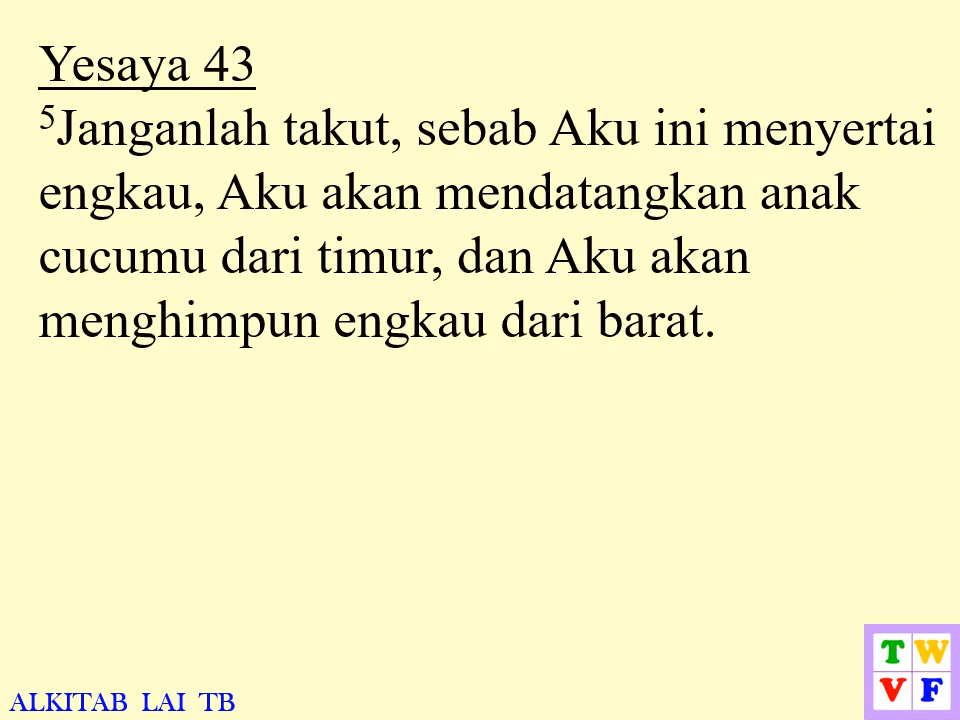 Yesaya 43
5Janganlah takut, sebab Aku ini menyertai
engkau, Aku akan mendatangkan anak
cucumu dari timur, dan Aku akan
menghimpun engkau dari barat.
T W
V F
ALKITAB LAI TB